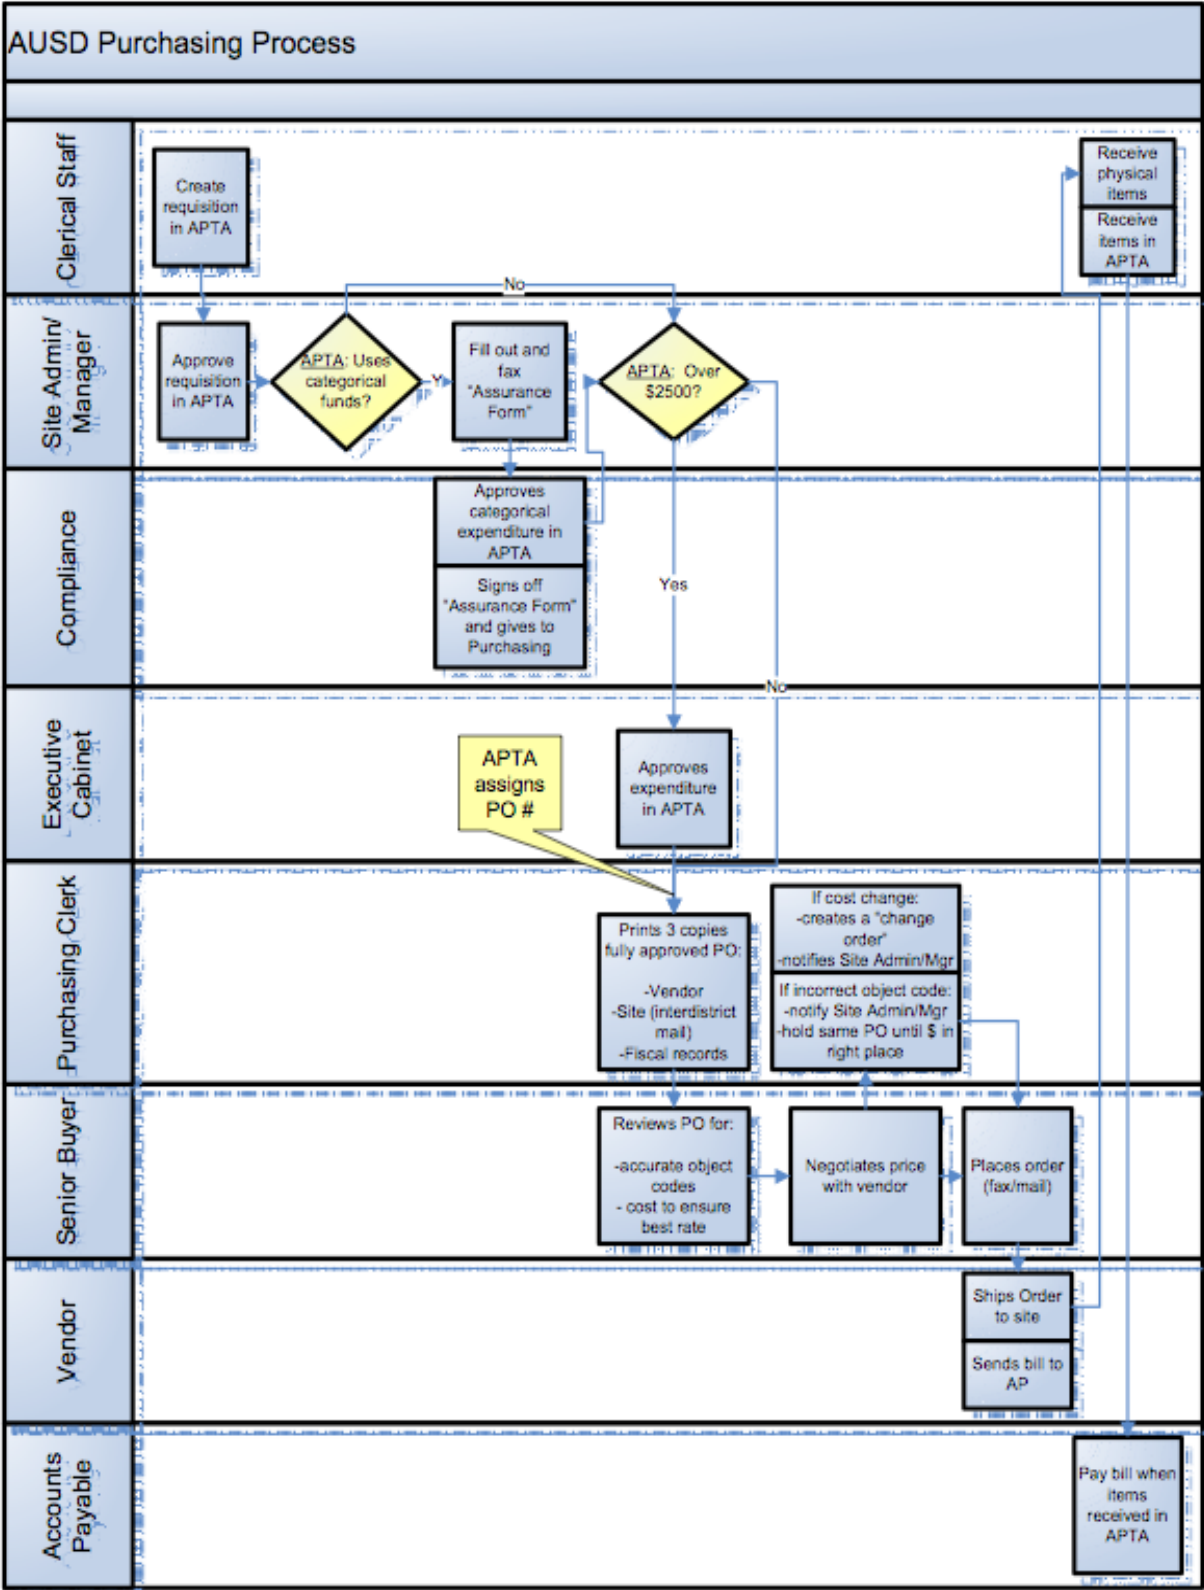 AUSD Purchasing Process
Clerical Staff
Create
requisition
in APTA
Receive
physical
items
Receive
items in
APTA
No
Site Admin/
Manager
Approve
requisition
in APTA
APTA: Uses
categorical
funds?
Y
Fill out and
fax
"Assurance
Form"
APTA: Over
$2500?
Compliance
Approves
categorical
expenditure in
APTA
Signs off
"Assurance Form"
and gives to
Purchasing
Yes
No
Executive
Cabinet
APTA
assigns
PO #
Approves
expenditure
in APTA
Purchasing Clerk
Prints 3 copies
fully approved PO:
-Vendor
-Site (interdistrict
mail)
-Fiscal records
If cost change:
-creates a "change
order"
-notifies Site Admin/Mgr
If incorrect object code:
-notify Site Admin/Mgr
-hold same PO until $ in
right place
Senior Buyer
Reviews PO for:
-accurate object
codes
- cost to ensure
best rate
Negotiates price
with vendor
Places order
(fax/mail)
Vendor
Ships Order
to site
Sends bill to
AP
Accounts
Payable
Pay bill when
items
received in
APTA